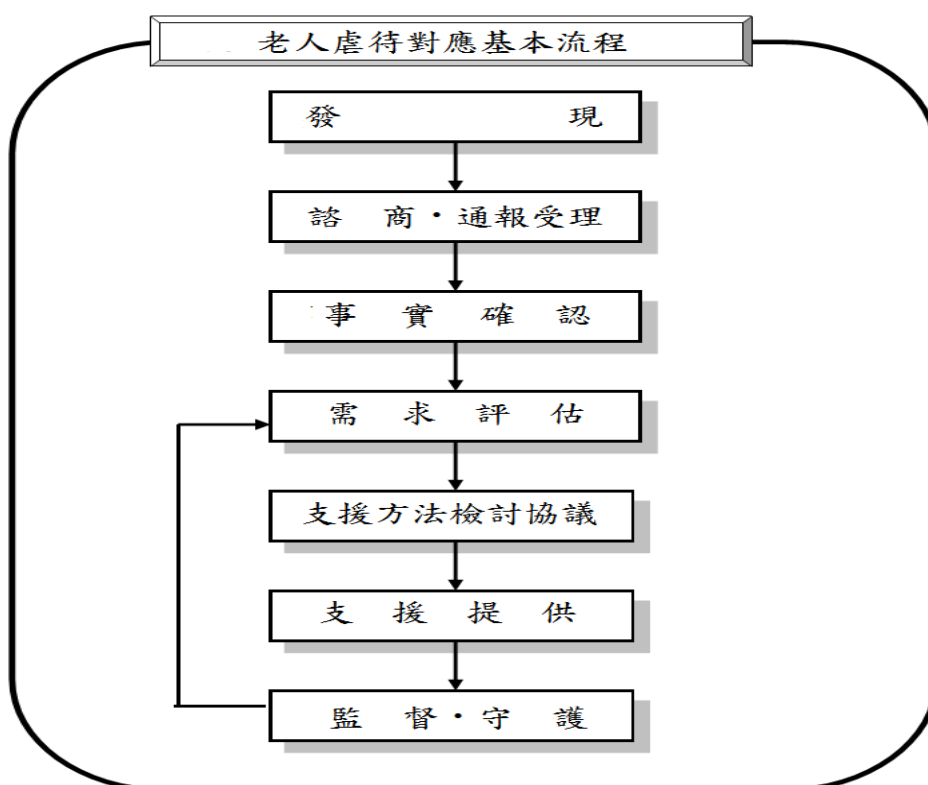 老人虐待對應基本流程
發現
諮商・通報受理
事實確認
需求評估
支援方法檢討協議
支援提供
監督・守護